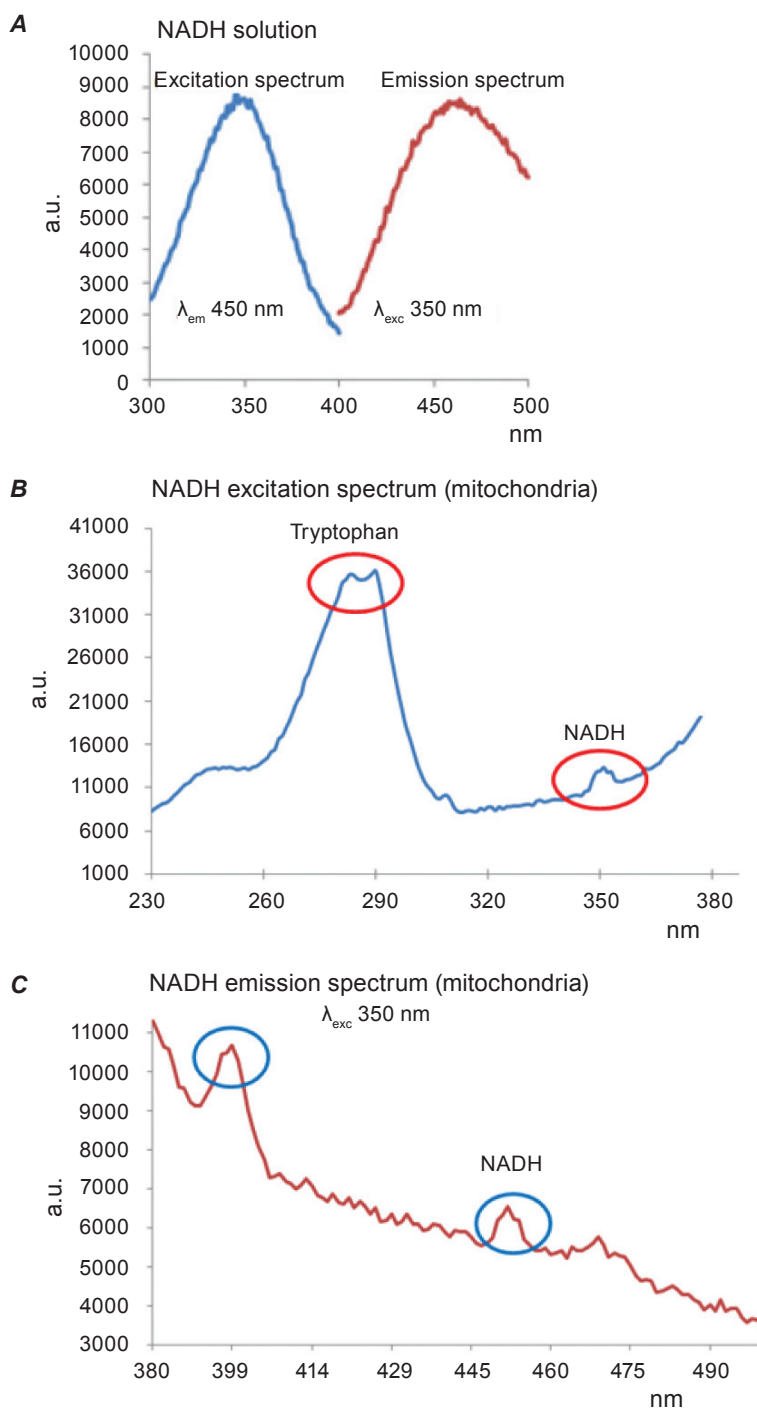 A
NADH solution
Excitation spectrum
Emission spectrum
10000
9000
8000
7000
6000
5000
4000
3000
2000
1000
0
a.u.
λem 450 nm
λexc 350 nm
300
350
400
450
500
nm
B
NADH excitation spectrum (mitochondria)
Tryptophan
NADH
41000
36000
31000
26000
21000
16000
11000
6000
1000
a.u.
230
260
290
320
350
380
nm
C
NADH emission spectrum (mitochondria)
λexc 350 nm
NADH
11000
10000
9000
8000
7000
6000
5000
4000
3000
a.u.
380
399
414
429
445
460
475
490
nm